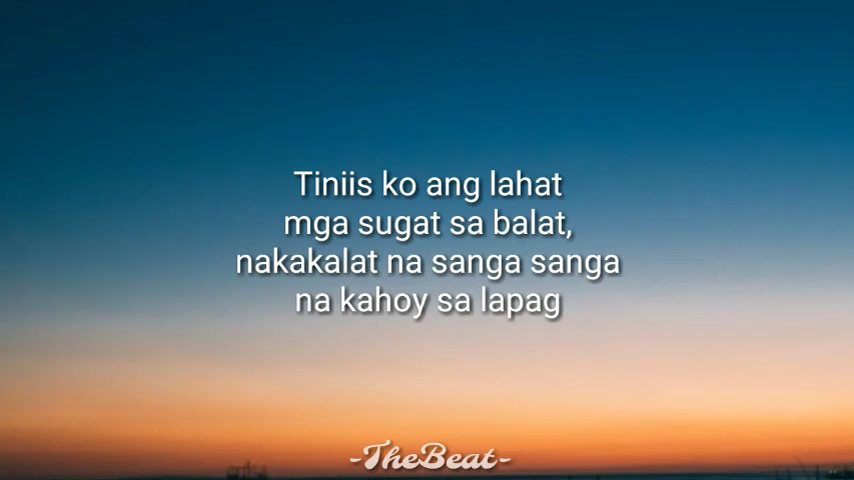 Tiniis ko ang lahat
mga sugat sa balat,
nakakalat na sanga sanga
na kahoy sa lapag
-TheBeat-